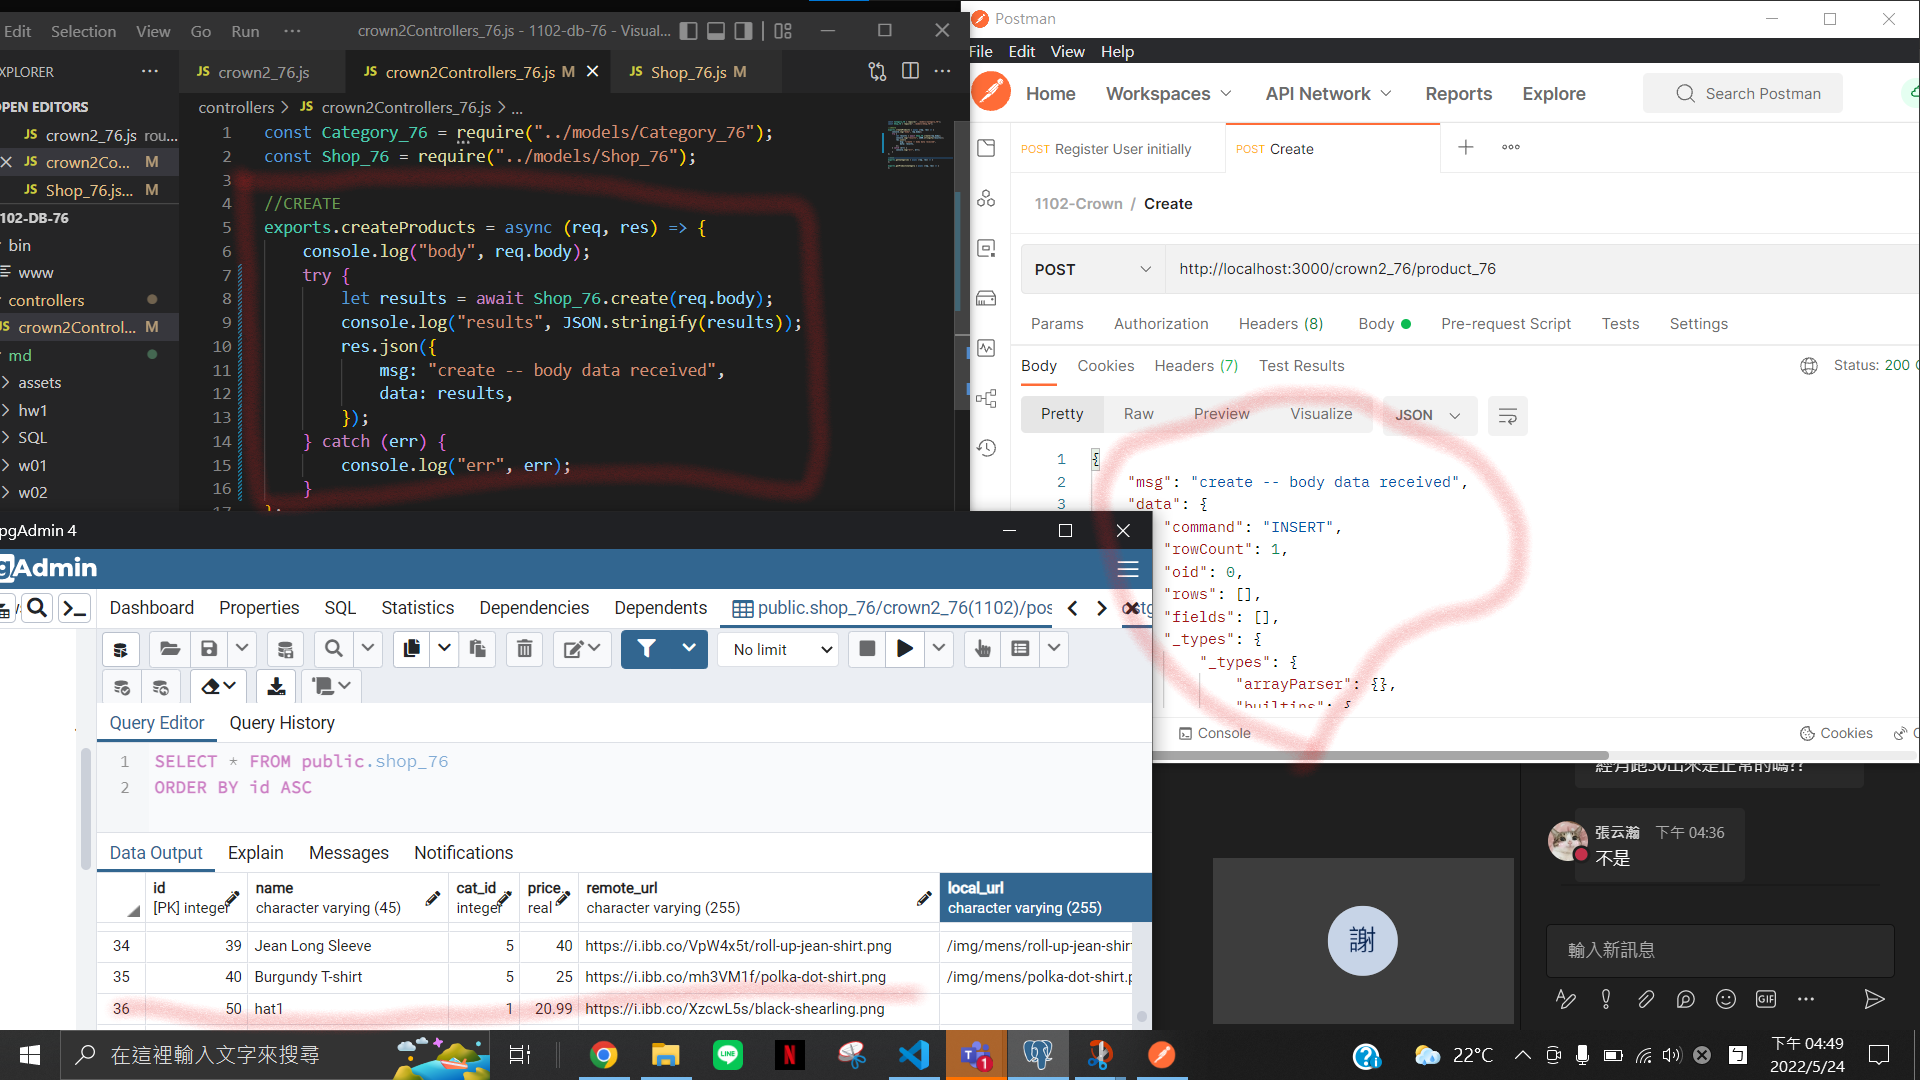 Edit Selection View Go Run ··· crown2Controllers_76.js - 1102-db-76 - Visual...
XPLORER ···
crown2_76.js
JS crown2Controllers_76.js M
JS Shop_76.js M
controllers > JS crown2Controllers_76.js > ...
PEN EDITORS
JS crown2_76.js rou...
JS crown2Co... M
JS Shop_76.js... M
102-DB-76
bin
www
controllers
JS crown2Control... M
md
> assets
> hw1
> SQL
> w01
> w02
1 const Category_76 = require("../models/Category_76");
2 const Shop_76 = require("../models/Shop_76");
3
4 //CREATE
5 exports.createProducts = async (req, res) => {
6 console.log("body", req.body);
7 try {
8 let results = await Shop_76.create(req.body);
9 console.log("results", JSON.stringify(results));
10 res.json({
11 msg: "create -- body data received",
12 data: results,
13 });
14 } catch (err) {
15 console.log("err", err);
16 }
Postman
File Edit View Help
Home Workspaces API Network Reports Explore Search Postman
POST Register User initially
POST Create
1102-Crown / Create
POST http://localhost:3000/crown2_76/product_76
Params Authorization Headers (8) Body Pre-request Script Tests Settings
Body Cookies Headers (7) Test Results Status: 200
Pretty Raw Preview Visualize JSON
1 {
2 "msg": "create -- body data received",
3 "data": {
"command": "INSERT",
"rowCount": 1,
"oid": 0,
"rows": [],
"fields": [],
"_types": {
"_types": {
"arrayParser": {},
"builtins": {
Console
Cookies
pgAdmin 4
gAdmin
Dashboard Properties SQL Statistics Dependencies Dependents public.shop_76/crown2_76(1102)/pos
No limit
Query Editor Query History
1 SELECT * FROM public.shop_76
2 ORDER BY id ASC
Data Output Explain Messages Notifications
id name cat_id price remote_url local_url
[PK] integer character varying (45) integer real character varying (255) character varying (255)
34 39 Jean Long Sleeve 5 40 https://i.ibb.co/VpW4x5t/roll-up-jean-shirt.png /img/mens/roll-up-jean-shir
35 40 Burgundy T-shirt 5 25 https://i.ibb.co/mh3VM1f/polka-dot-shirt.png /img/mens/polka-dot-shirt.p
36 50 hat1 1 20.99 https://i.ibb.co/XzcwL5s/black-shearling.png
張云瀚 下午 04:36
不是
謝
輸入新訊息
GIF
在這裡輸入文字來搜尋
LINE
N
1
22°C
下午 04:49
2022/5/24